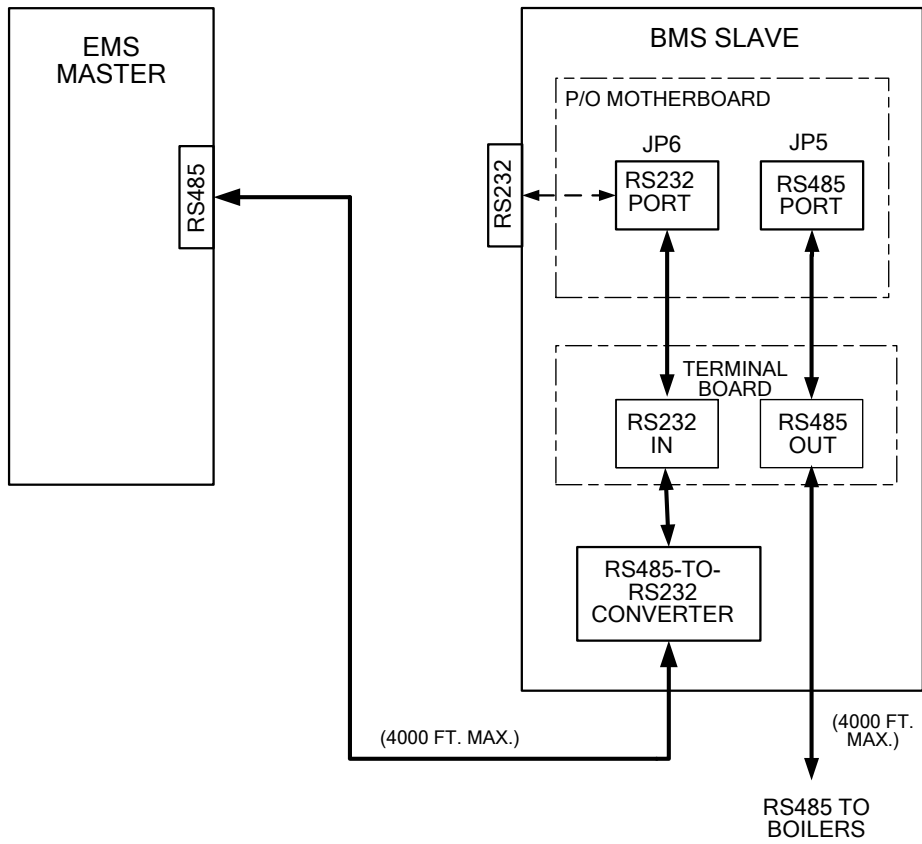 EMS
MASTER
RS485
BMS SLAVE
P/O MOTHERBOARD
JP6
JP5
RS232
RS232
PORT
RS485
PORT
TERMINAL
BOARD
RS232
IN
RS485
OUT
RS485-TO-
RS232
CONVERTER
(4000 FT. MAX.)
(4000 FT.
MAX.)
RS485 TO
BOILERS